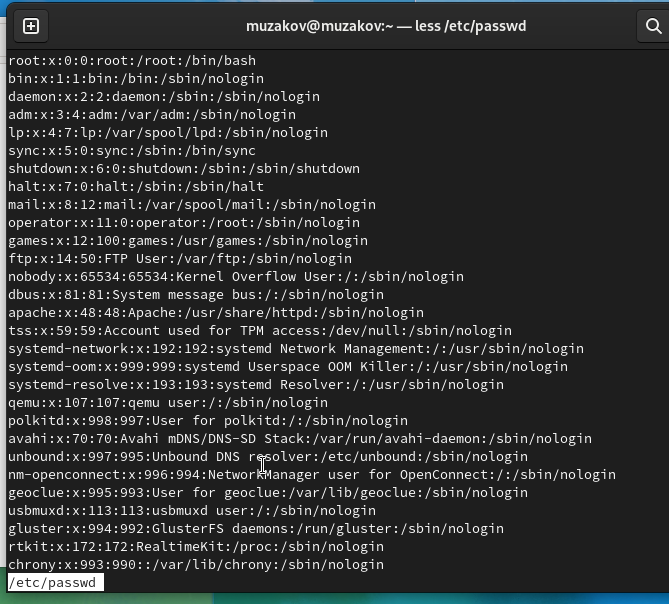 muzakov@muzakov:~ — less /etc/passwd
root:x:0:0:root:/root:/bin/bash
bin:x:1:1:bin:/bin:/sbin/nologin
daemon:x:2:2:daemon:/sbin:/sbin/nologin
adm:x:3:4:adm:/var/adm:/sbin/nologin
lp:x:4:7:lp:/var/spool/lpd:/sbin/nologin
sync:x:5:0:sync:/sbin:/bin/sync
shutdown:x:6:0:shutdown:/sbin:/sbin/shutdown
halt:x:7:0:halt:/sbin:/sbin/halt
mail:x:8:12:mail:/var/spool/mail:/sbin/nologin
operator:x:11:0:operator:/root:/sbin/nologin
games:x:12:100:games:/usr/games:/sbin/nologin
ftp:x:14:50:FTP User:/var/ftp:/sbin/nologin
nobody:x:65534:65534:Kernel Overflow User:/:/sbin/nologin
dbus:x:81:81:System message bus:/:/sbin/nologin
apache:x:48:48:Apache:/usr/share/httpd:/sbin/nologin
tss:x:59:59:Account used for TPM access:/dev/null:/sbin/nologin
systemd-network:x:192:192:systemd Network Management:/:/usr/sbin/nologin
systemd-oom:x:999:999:systemd Userspace OOM Killer:/:/usr/sbin/nologin
systemd-resolve:x:193:193:systemd Resolver:/:/usr/sbin/nologin
qemu:x:107:107:qemu user:/:/sbin/nologin
polkitd:x:998:997:User for polkitd:/:/sbin/nologin
avahi:x:70:70:Avahi mDNS/DNS-SD Stack:/var/run/avahi-daemon:/sbin/nologin
unbound:x:997:995:Unbound DNS resolver:/etc/unbound:/sbin/nologin
nm-openconnect:x:996:994:NetworkManager user for OpenConnect:/:/sbin/nologin
geoclue:x:995:993:User for geoclue:/var/lib/geoclue:/sbin/nologin
usbmuxd:x:113:113:usbmuxd user:/:/sbin/nologin
gluster:x:994:992:GlusterFS daemons:/run/gluster:/sbin/nologin
rtkit:x:172:172:RealtimeKit:/proc:/sbin/nologin
chrony:x:993:990::/var/lib/chrony:/sbin/nologin
/etc/passwd